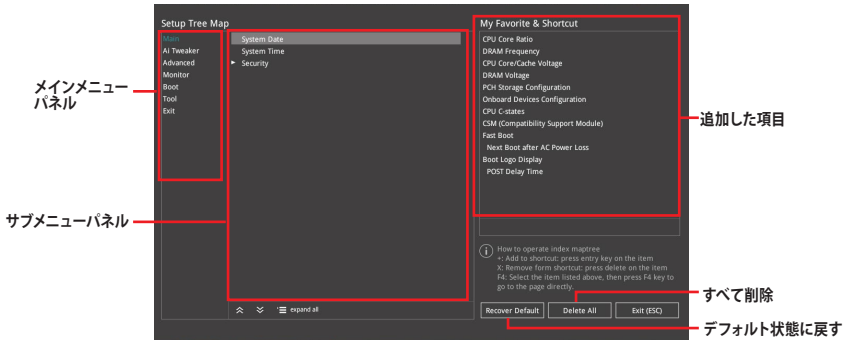 Setup Tree Map
Main
Ai Tweaker
Advanced
Monitor
Boot
Tool
Exit
System Date
System Time
Security
expand all
My Favorite & Shortcut
CPU Core Ratio
DRAM Frequency
CPU Core/Cache Voltage
DRAM Voltage
PCH Storage Configuration
Onboard Devices Configuration
CPU C-states
CSM (Compatibility Support Module)
Fast Boot
Next Boot after AC Power Loss
Boot Logo Display
POST Delay Time
How to operate index maptree
+: Add to shortcut: press entry key on the item
X: Remove form shortcut: press delete on the item
F4: Select the item listed above, then press F4 key to
go to the page directly.
Recover Default
Delete All
Exit (ESC)
メインメニュー
パネル
サブメニューパネル
追加した項目
すべて削除
デフォルト状態に戻す